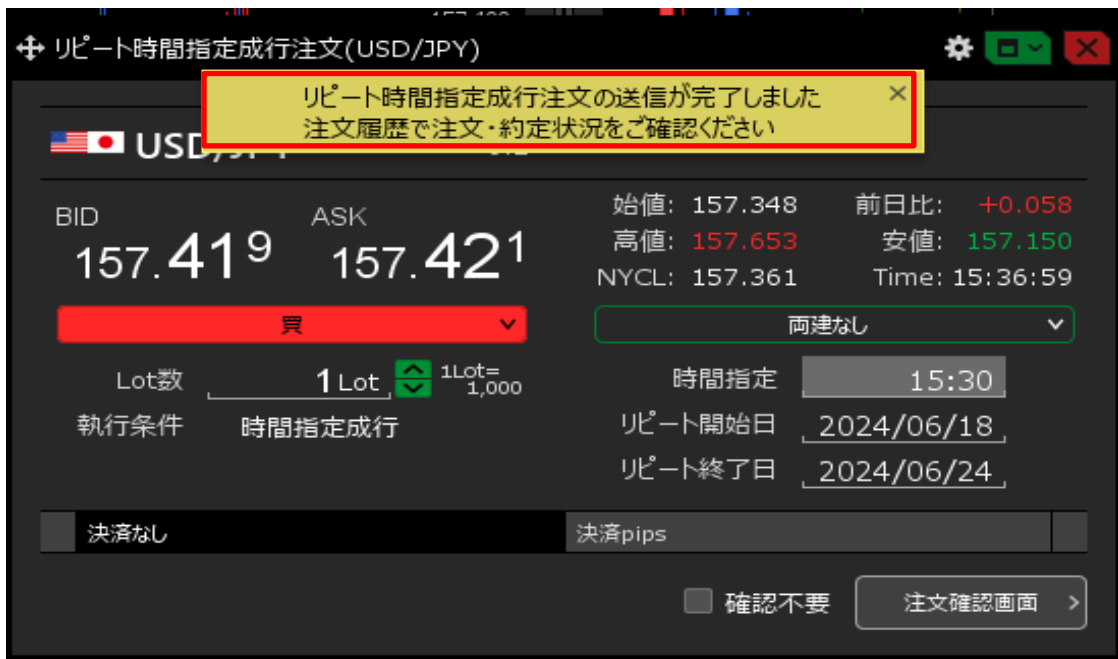 リピート時間指定成行注文(USD/JPY)
リピート時間指定成行注文の送信が完了しました
注文履歴で注文・約定状況をご確認ください
BID
157.419
ASK
157.421
始値: 157.348
前日比: +0.058
高値: 157.653
安値: 157.150
NYCL: 157.361
Time: 15:36:59
買
両建なし
Lot数 1 Lot 1Lot=
1,000
時間指定 15:30
執行条件 時間指定成行
リピート開始日 2024/06/18
リピート終了日 2024/06/24
決済なし
決済pips
確認不要
注文確認画面